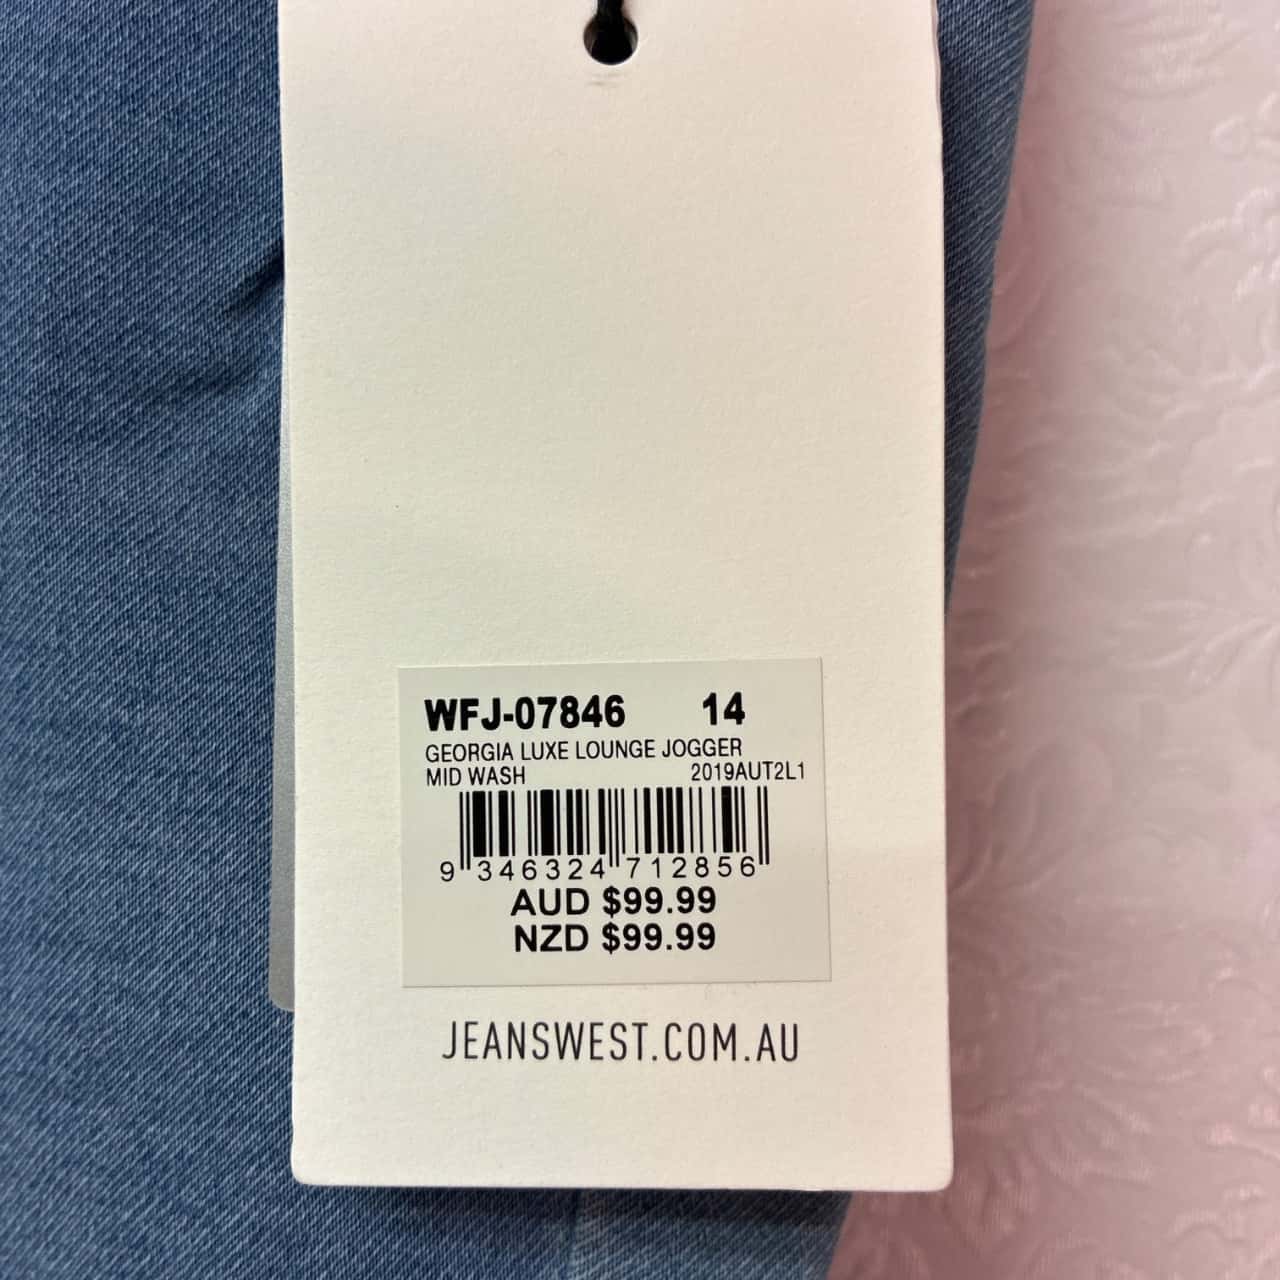 WFJ-07846 14
GEORGIA LUXE LOUNGE JOGGER
MID WASH 2019AUT2L1
9 346324 712856
AUD $99.99
NZD $99.99
JEANSWEST.COM.AU